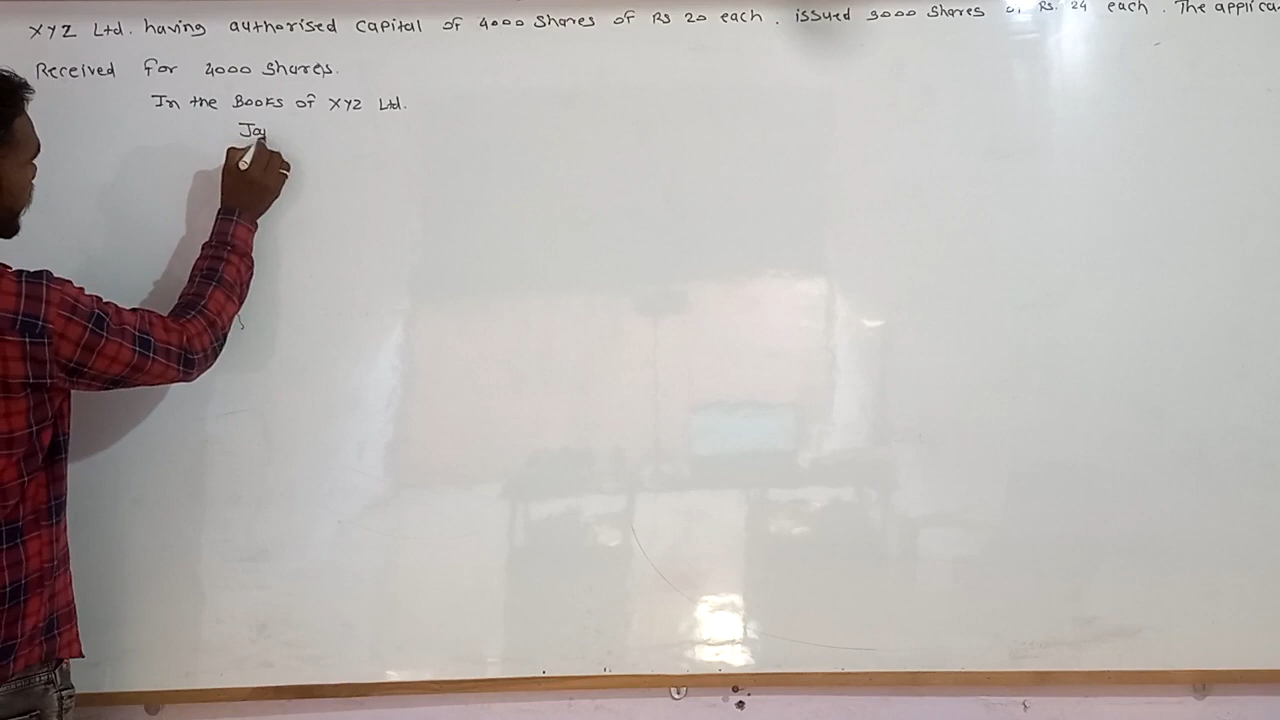 XYZ Ltd. having authorised capital of 4000 Shares of Rs 20 each. issued 3000 Shares Rs. 24 each. The applica
Received for 4000 Shares.
In the Books of XYZ Ltd.
Jou